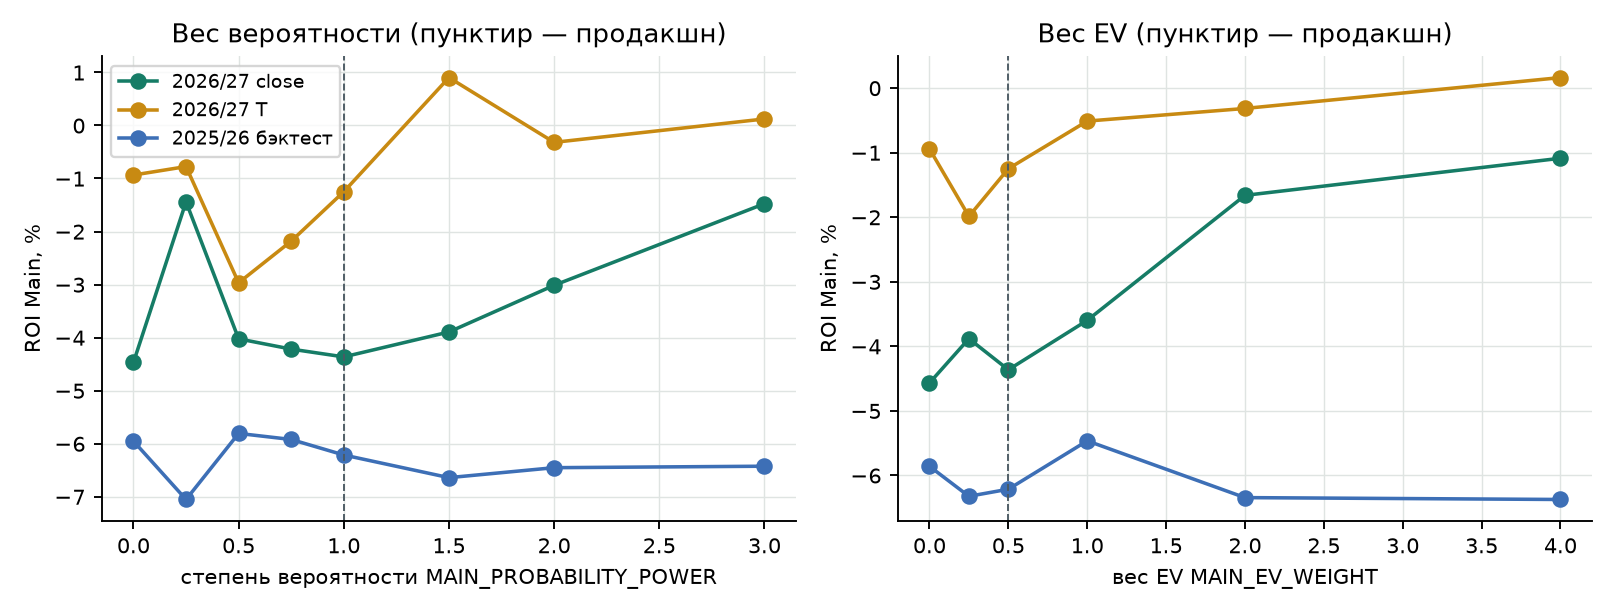 Вес вероятности (пунктир — продакшн)
1
0
−1
−2
−3
−4
−5
−6
−7
ROI Main, %
2026/27 close
2026/27 T
2025/26 бэктест
0.0 0.5 1.0 1.5 2.0 2.5 3.0
степень вероятности MAIN_PROBABILITY_POWER
Вес EV (пунктир — продакшн)
0
−1
−2
−3
−4
−5
−6
ROI Main, %
0.0 0.5 1.0 1.5 2.0 2.5 3.0 3.5 4.0
вес EV MAIN_EV_WEIGHT